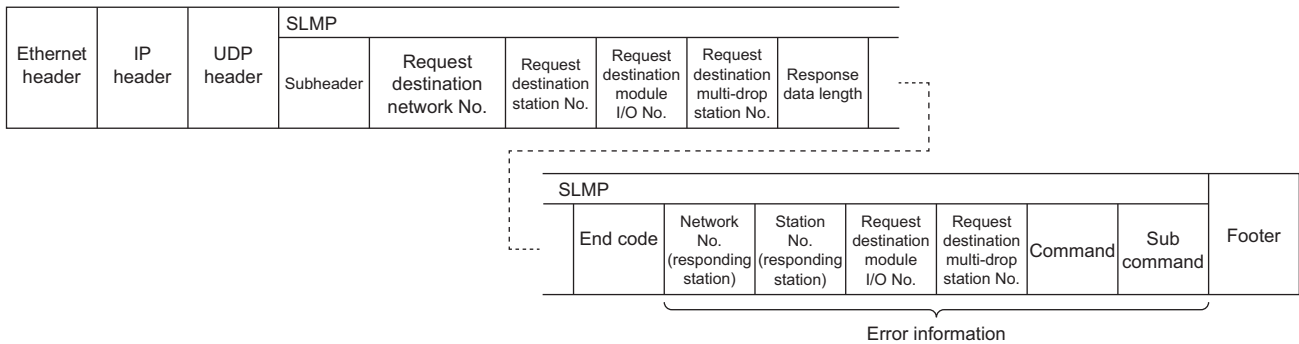 SLMP
Ethernet
header
IP
header
UDP
header
Subheader
Request
destination
network No.
Request
destination
station No.
Request
destination
module
I/O No.
Request
destination
multi-drop
station No.
Response
data length
SLMP
End code
Network
No.
(responding
station)
Station
No.
(responding
station)
Request
destination
module
I/O No.
Request
destination
multi-drop
station No.
Command
Sub
command
Footer
Error information